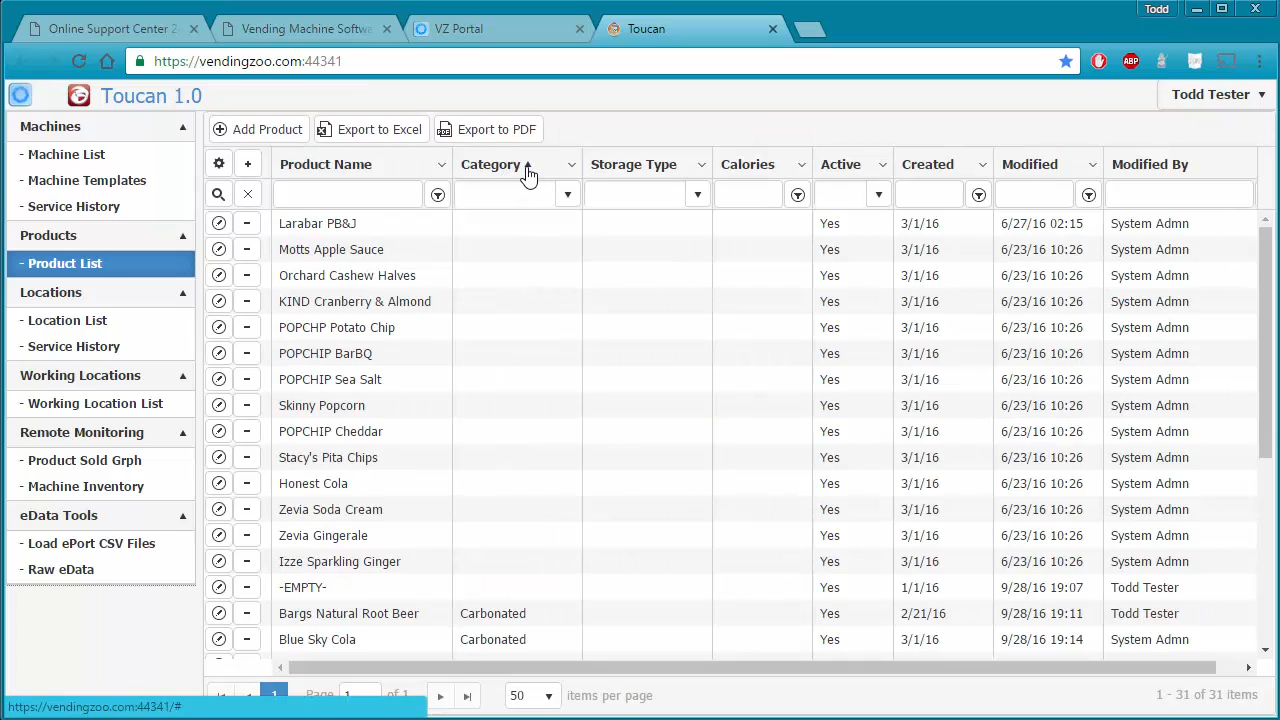 Todd
Online Support Center 2
Vending Machine Softwe
VZ Portal
Toucan
https://vendingzoo.com:44341
ABP
Toucan 1.0
Todd Tester
Machines
- Machine List
- Machine Templates
- Service History
Products
- Product List
Locations
- Location List
- Service History
Working Locations
- Working Location List
Remote Monitoring
- Product Sold Grph
- Machine Inventory
eData Tools
- Load ePort CSV Files
- Raw eData
Add Product Export to Excel Export to PDF
Product Name Category Storage Type Calories Active Created Modified Modified By
Larabar PB&J Yes 3/1/16 6/27/16 02:15 System Admn
Motts Apple Sauce Yes 3/1/16 6/23/16 10:26 System Admn
Orchard Cashew Halves Yes 3/1/16 6/23/16 10:26 System Admn
KIND Cranberry & Almond Yes 3/1/16 6/23/16 10:26 System Admn
POPCHP Potato Chip Yes 3/1/16 6/23/16 10:26 System Admn
POPCHIP BarBQ Yes 3/1/16 6/23/16 10:26 System Admn
POPCHIP Sea Salt Yes 3/1/16 6/23/16 10:26 System Admn
Skinny Popcorn Yes 3/1/16 6/23/16 10:26 System Admn
POPCHIP Cheddar Yes 3/1/16 6/23/16 10:26 System Admn
Stacy's Pita Chips Yes 3/1/16 6/23/16 10:26 System Admn
Honest Cola Yes 3/1/16 6/23/16 10:26 System Admn
Zevia Soda Cream Yes 3/1/16 6/23/16 10:26 System Admn
Zevia Gingerale Yes 3/1/16 6/23/16 10:26 System Admn
Izze Sparkling Ginger Yes 3/1/16 6/23/16 10:26 System Admn
-EMPTY- Yes 1/1/16 9/28/16 19:07 Todd Tester
Bargs Natural Root Beer Carbonated Yes 2/21/16 9/28/16 19:11 Todd Tester
Blue Sky Cola Carbonated Yes 3/1/16 9/28/16 19:14 System Admn
1 Page 1 of 1 50 items per page 1 - 31 of 31 items
https://vendingzoo.com:44341/#